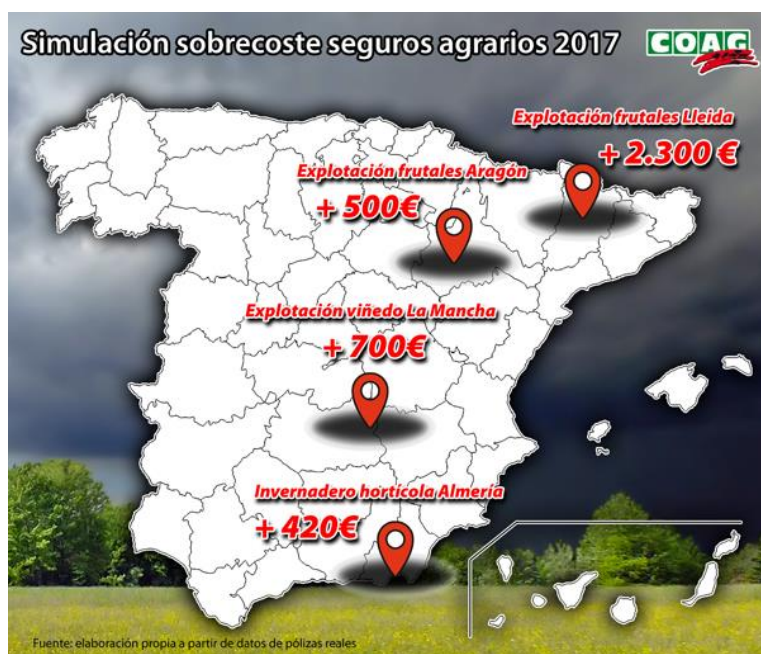 Simulación sobrecoste seguros agrarios 2017
COAG
Explotación frutales Lleida
+ 2.300 €
Explotación frutales Aragón
+ 500€
Explotación viñedo La Mancha
+ 700€
Invernadero hortícola Almería
+ 420€
Fuente: elaboración propia a partir de datos de pólizas reales